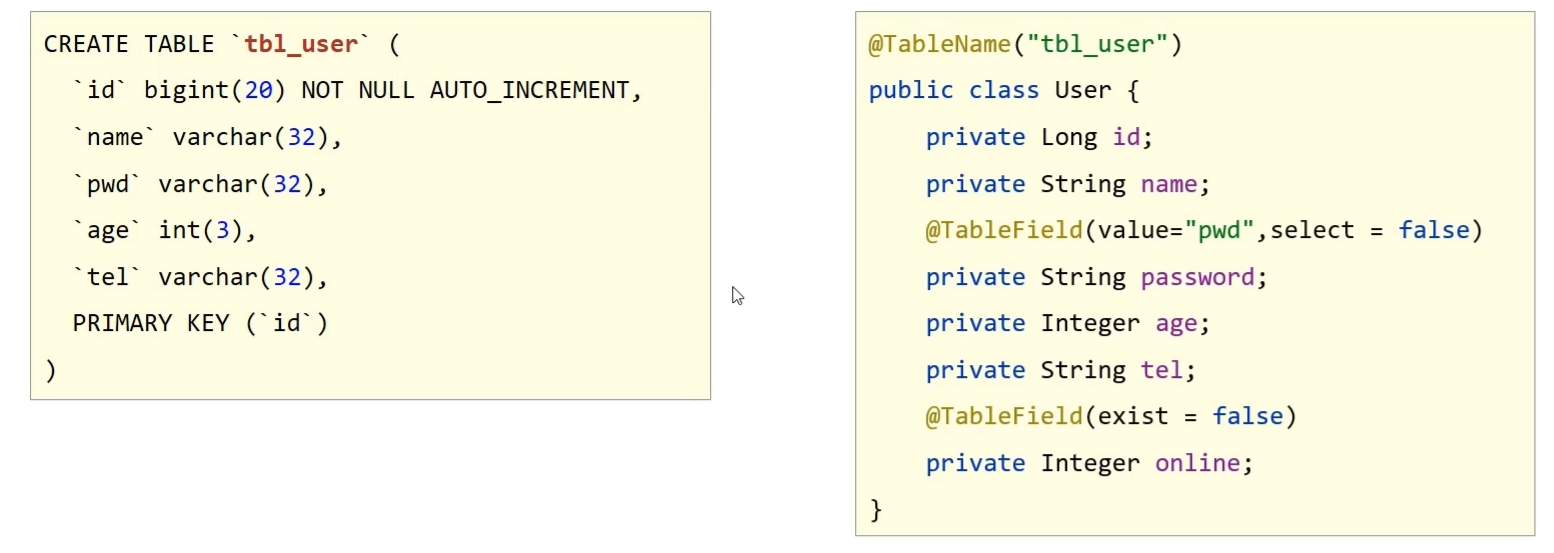 CREATE TABLE `tbl_user` (
  `id` bigint(20) NOT NULL AUTO_INCREMENT,
  `name` varchar(32),
  `pwd` varchar(32),
  `age` int(3),
  `tel` varchar(32),
  PRIMARY KEY (`id`)
)
@TableName("tbl_user")
public class User {
    private Long id;
    private String name;
    @TableField(value="pwd",select = false)
    private String password;
    private Integer age;
    private String tel;
    @TableField(exist = false)
    private Integer online;
}